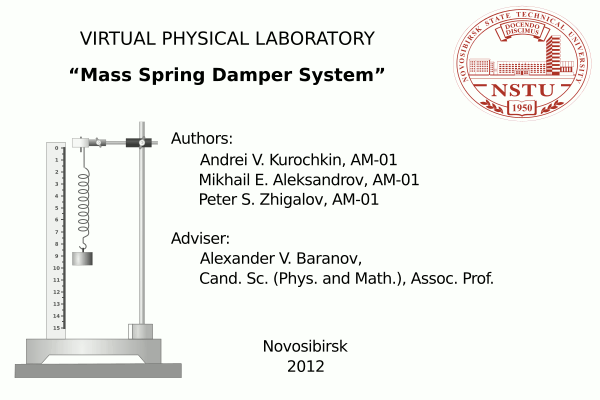 VIRTUAL PHYSICAL LABORATORY
“Mass Spring Damper System”
NOVOSIBIRSK STATE TECHNICAL UNIVERSITY
DOCENDO
DISCIMUS
NSTU
1950
Authors:
Andrei V. Kurochkin, AM-01
Mikhail E. Aleksandrov, AM-01
Peter S. Zhigalov, AM-01
Adviser:
Alexander V. Baranov,
Cand. Sc. (Phys. and Math.), Assoc. Prof.
0
1
2
3
4
5
6
7
8
9
10
11
12
13
14
15
Novosibirsk
2012